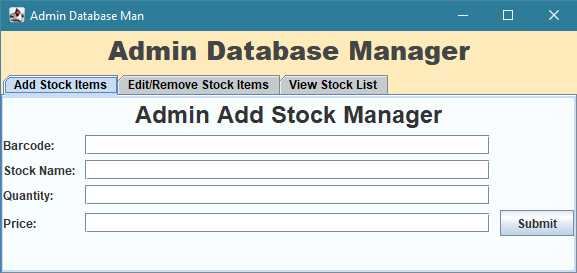 Admin Database Man
Admin Database Manager
Add Stock Items Edit/Remove Stock Items View Stock List
Admin Add Stock Manager
Barcode:
Stock Name:
Quantity:
Price:
Submit